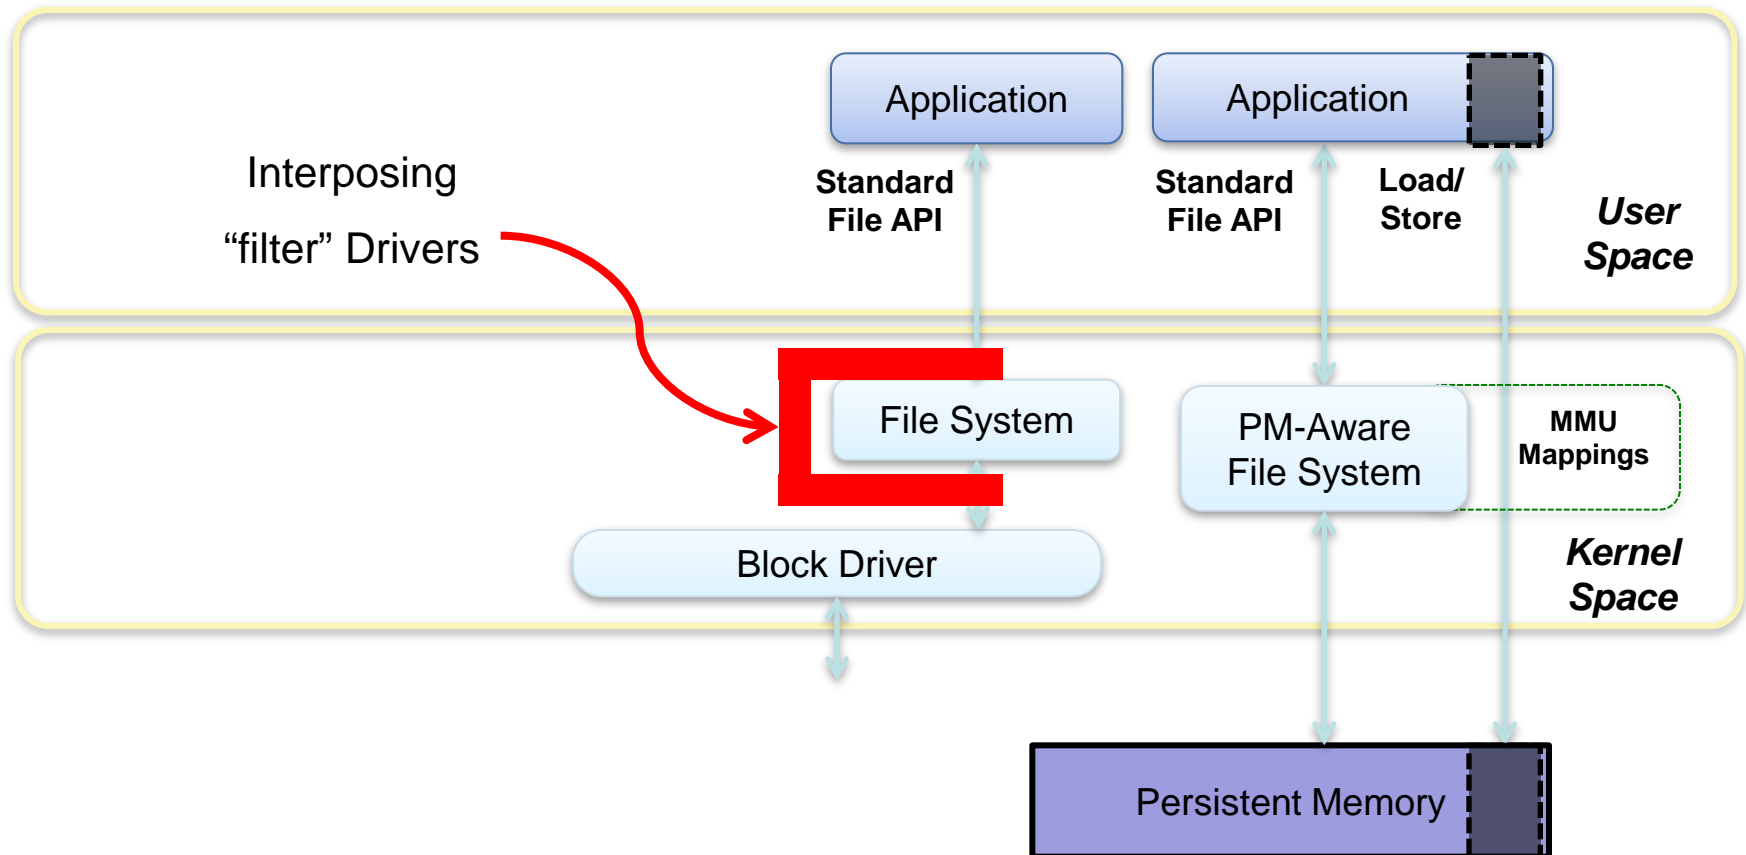 Application
Application
Interposing
“filter” Drivers
Standard
File API
Standard
File API
Load/
Store
User
Space
File System
PM-Aware
File System
MMU
Mappings
Block Driver
Kernel
Space
Persistent Memory